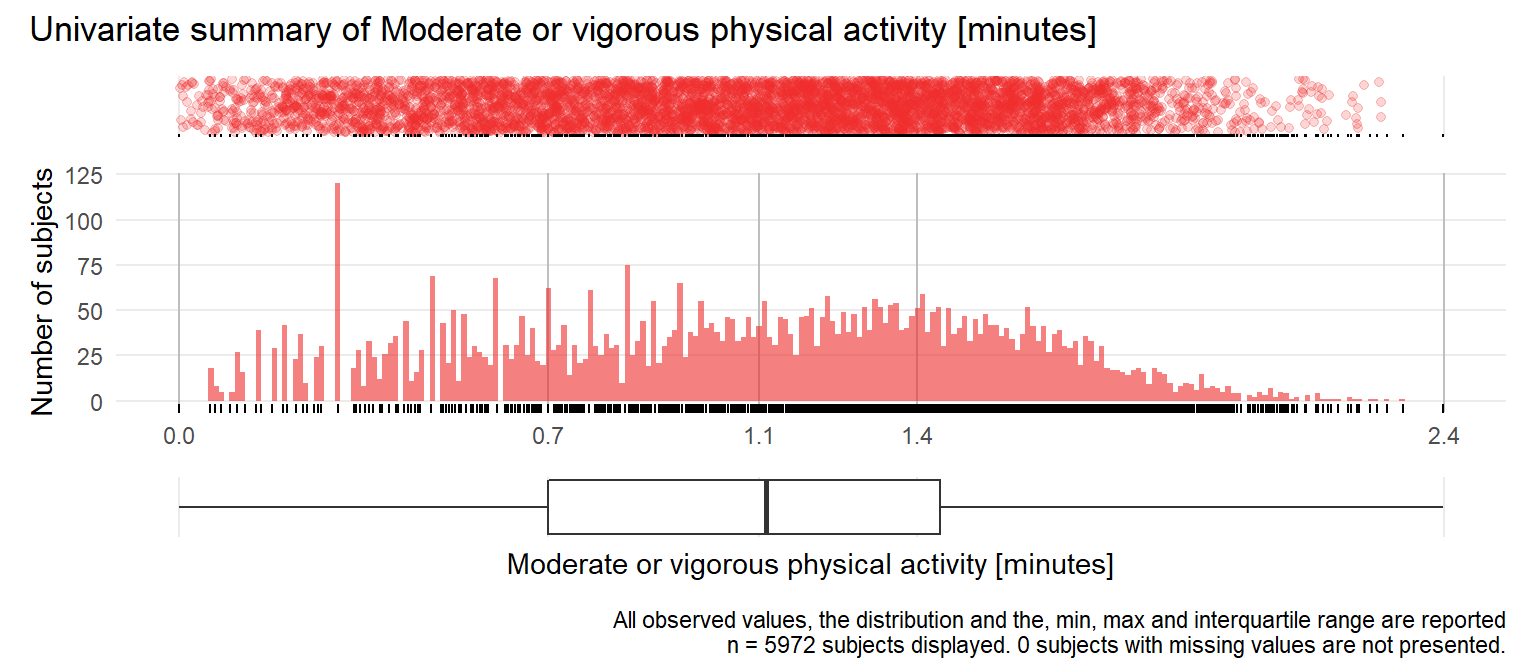 Univariate summary of Moderate or vigorous physical activity [minutes]
Number of subjects
125
100
75
50
25
0
0.0 0.7 1.1 1.4 2.4
Moderate or vigorous physical activity [minutes]
All observed values, the distribution and the, min, max and interquartile range are reported
n = 5972 subjects displayed. 0 subjects with missing values are not presented.